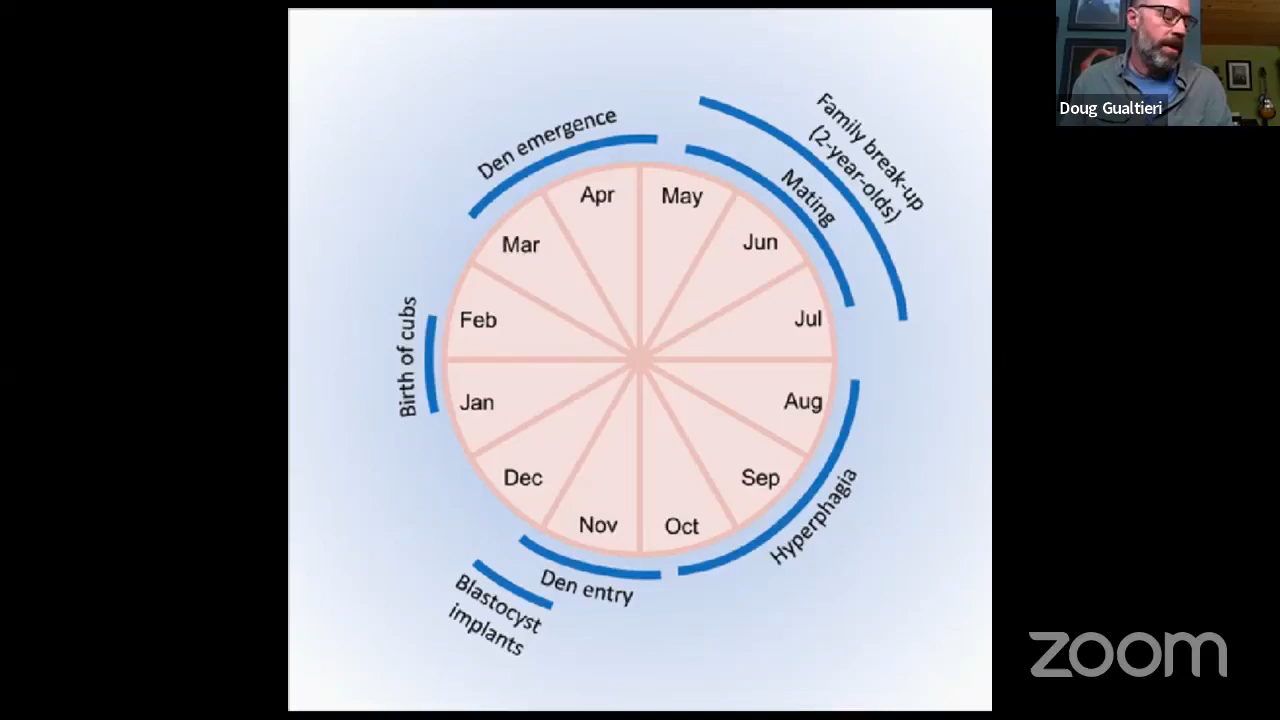 Doug Gualtieri
Den emergence
Family break-up
(2-year-olds)
Mating
Apr
May
Mar
Jun
Feb
Jul
Birth of cubs
Jan
Aug
Dec
Sep
Nov
Oct
Hyperphagia
Den entry
Blastocyst
implants
zoom